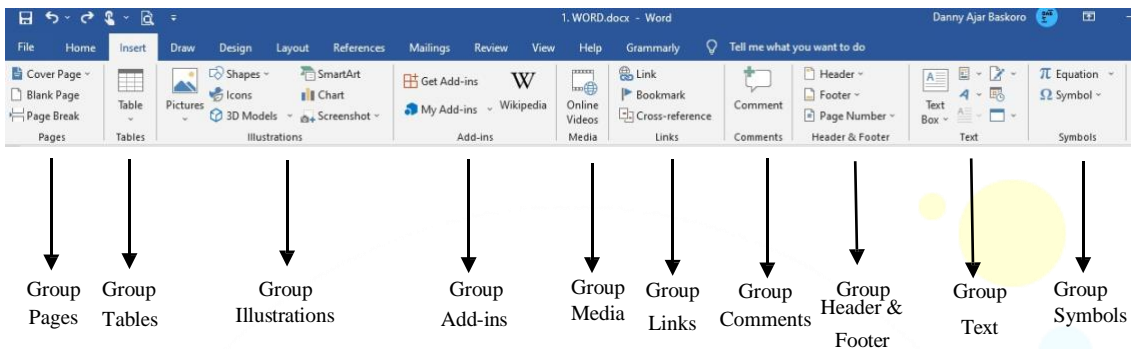 1. WORD.docx - Word
Danny Ajar Baskoro
File Home Insert Draw Design Layout References Mailings Review View Help Grammarly Tell me what you want to do
Cover Page
Blank Page
Page Break
Pages
Table
Tables
Pictures
Shapes
Icons
3D Models
SmartArt
Chart
Screenshot
Illustrations
Get Add-ins
My Add-ins
W
Wikipedia
Add-ins
Online
Videos
Media
Link
Bookmark
Cross-reference
Links
Comment
Comments
Header
Footer
Page Number
Header & Footer
Text
Box
A
A
Text
π Equation
Ω Symbol
Symbols
Group
Pages
Group
Tables
Group
Illustrations
Group
Add-ins
Group
Media
Group
Links
Group
Comments
Group
Header &
Footer
Group
Text
Group
Symbols